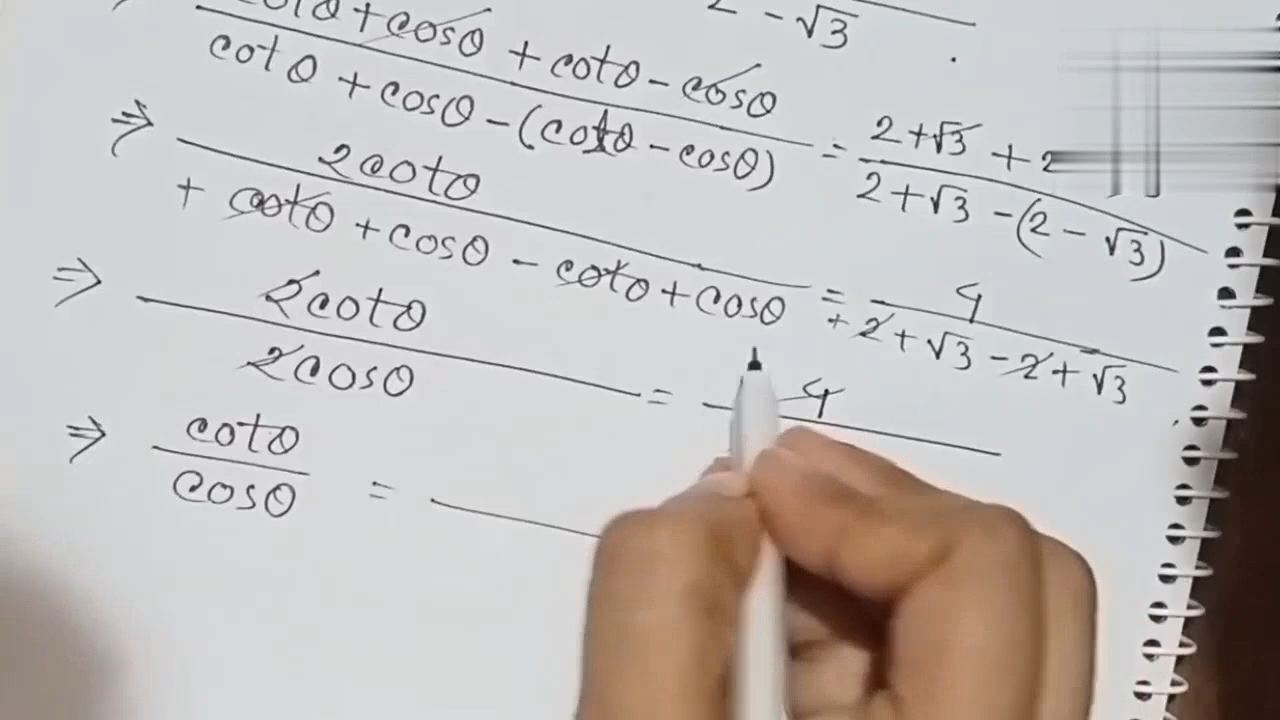 2 - √3
cotθ + cosθ + cotθ - cosθ
cotθ + cosθ - (cotθ - cosθ) = 2 + √3 + 2
2 + √3 - (2 - √3)
⇒ 2cotθ
+ cotθ + cosθ - cotθ + cosθ = 4
+ 2 + √3 - 2 + √3
⇒ 2cotθ
2cosθ = 4
⇒ cotθ
cosθ =